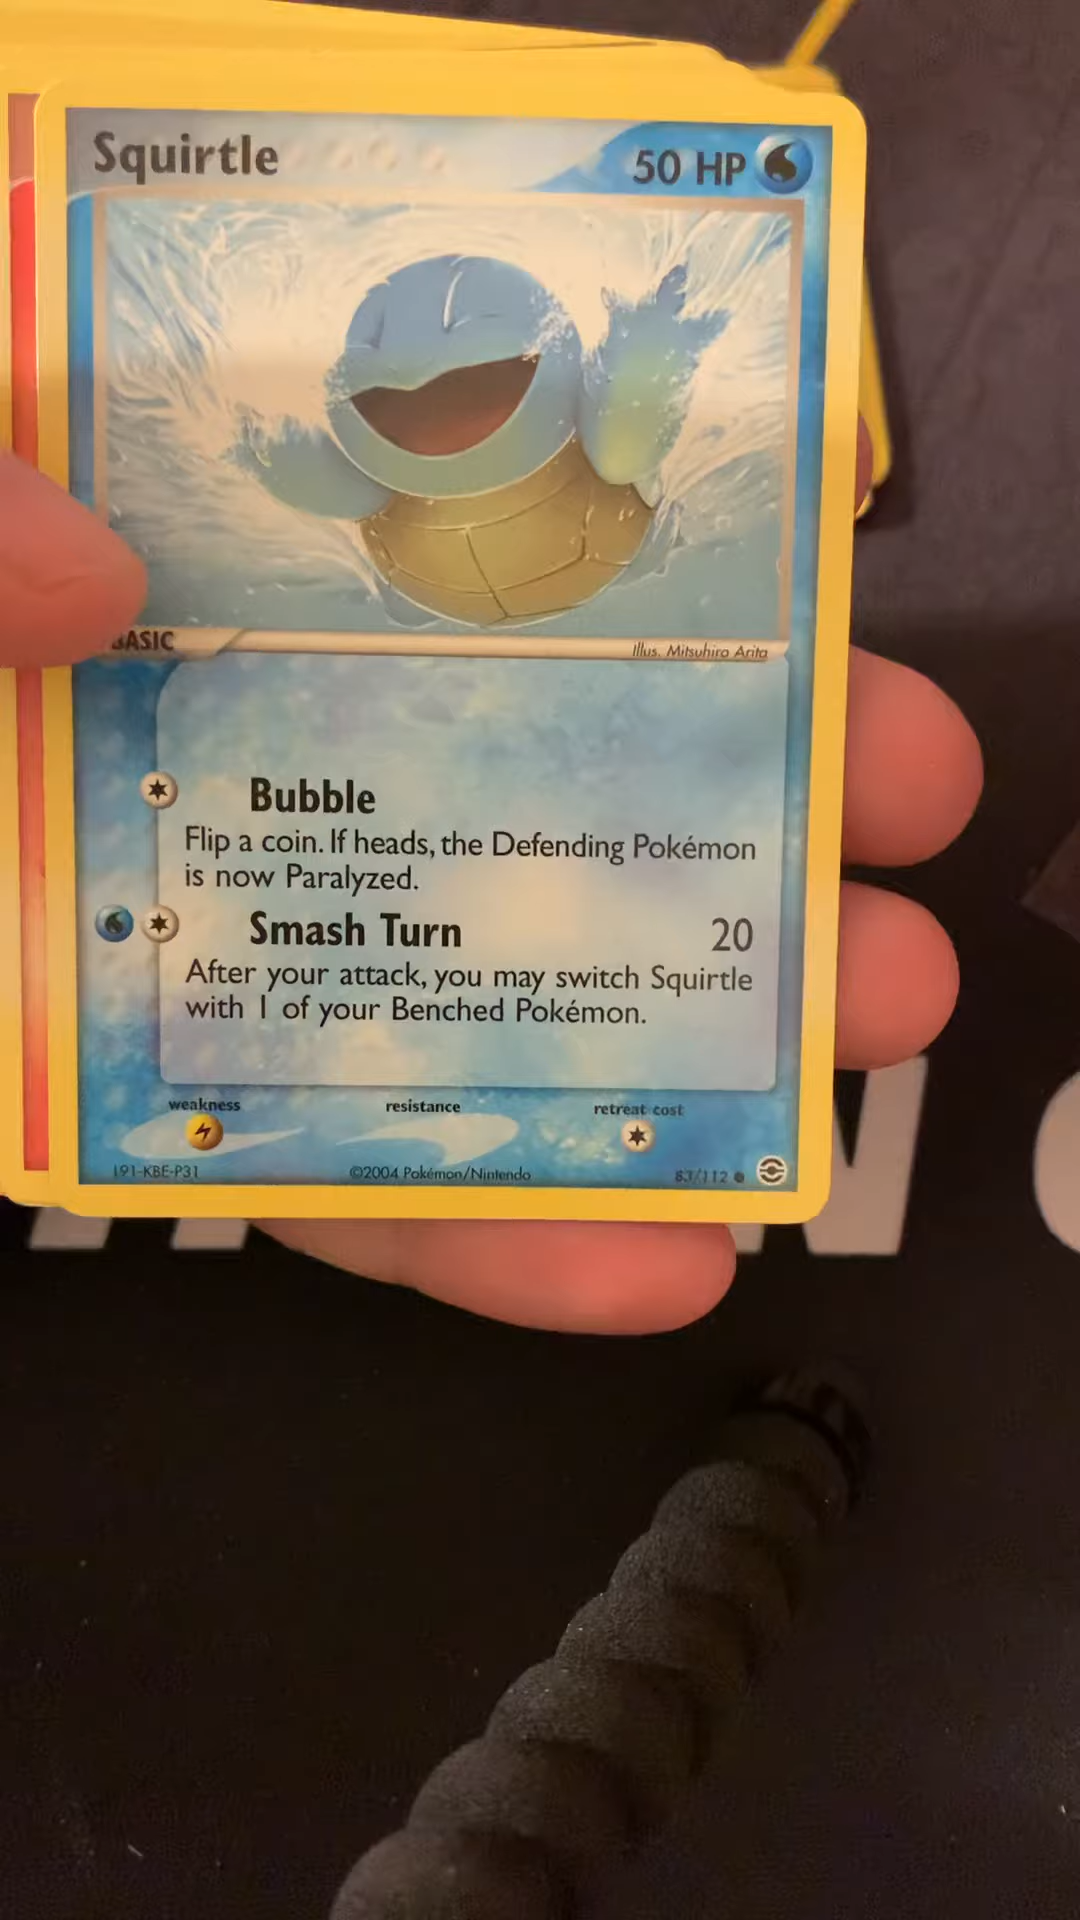 Squirtle
50 HP
BASIC
Illus. Mitsuhiro Arita
Bubble
Flip a coin. If heads, the Defending Pokémon
is now Paralyzed.
Smash Turn 20
After your attack, you may switch Squirtle
with 1 of your Benched Pokémon.
weakness resistance retreat cost
191-KBE-P31 ©2004 Pokémon/Nintendo 83/112